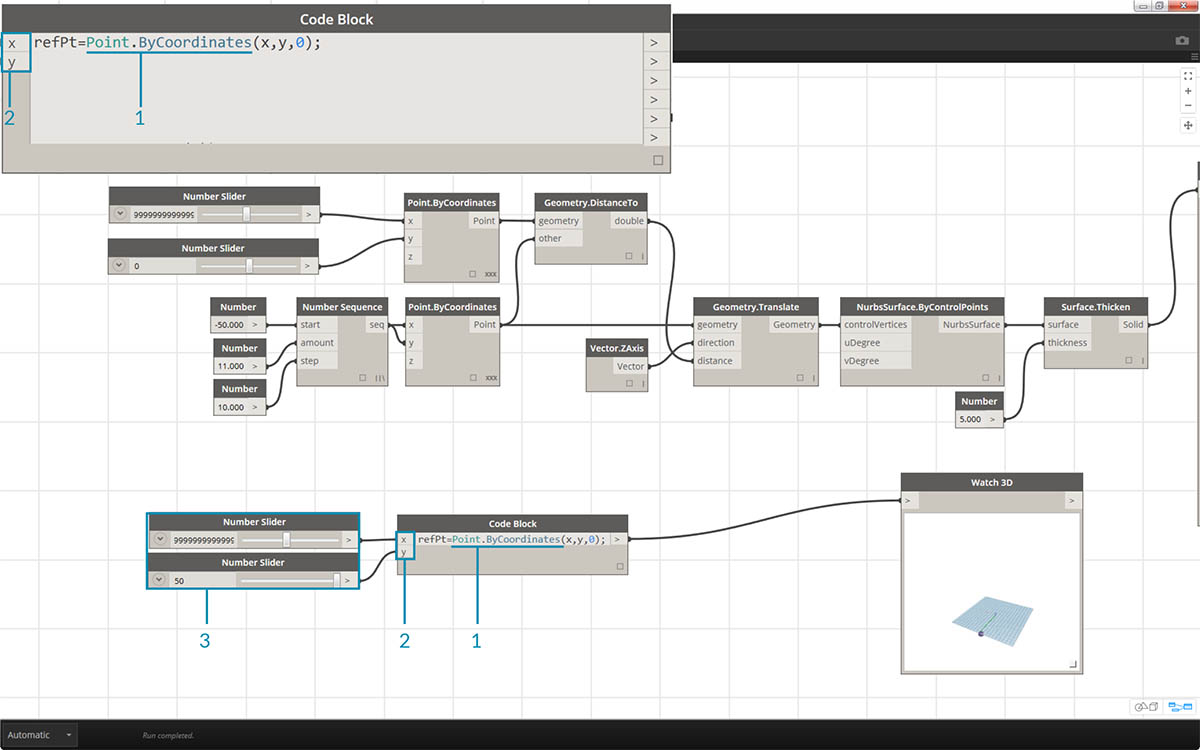 Code Block
x refPt=Point.ByCoordinates(x,y,0); >
y >
>
>
2 1 >
>
Number Slider
9999999999999 >
Number Slider
0 >
Point.ByCoordinates
x Point
y
z
xxx
Geometry.DistanceTo
geometry double
other
Number
-50.000 >
Number
11.000 >
Number
10.000 >
Number Sequence
start seq
amount
step
Point.ByCoordinates
x Point
y
z
xxx
Vector.ZAxis
Vector
Geometry.Translate
geometry Geometry
direction
distance
NurbsSurface.ByControlPoints
controlVertices NurbsSurface
uDegree
vDegree
Surface.Thicken
surface Solid
thickness
Number
5.000 >
Number Slider
9999999999999 >
Number Slider
50 >
Code Block
x refPt=Point.ByCoordinates(x,y,0); >
y
Watch 3D
> >
3 2 1
Automatic
Run completed.